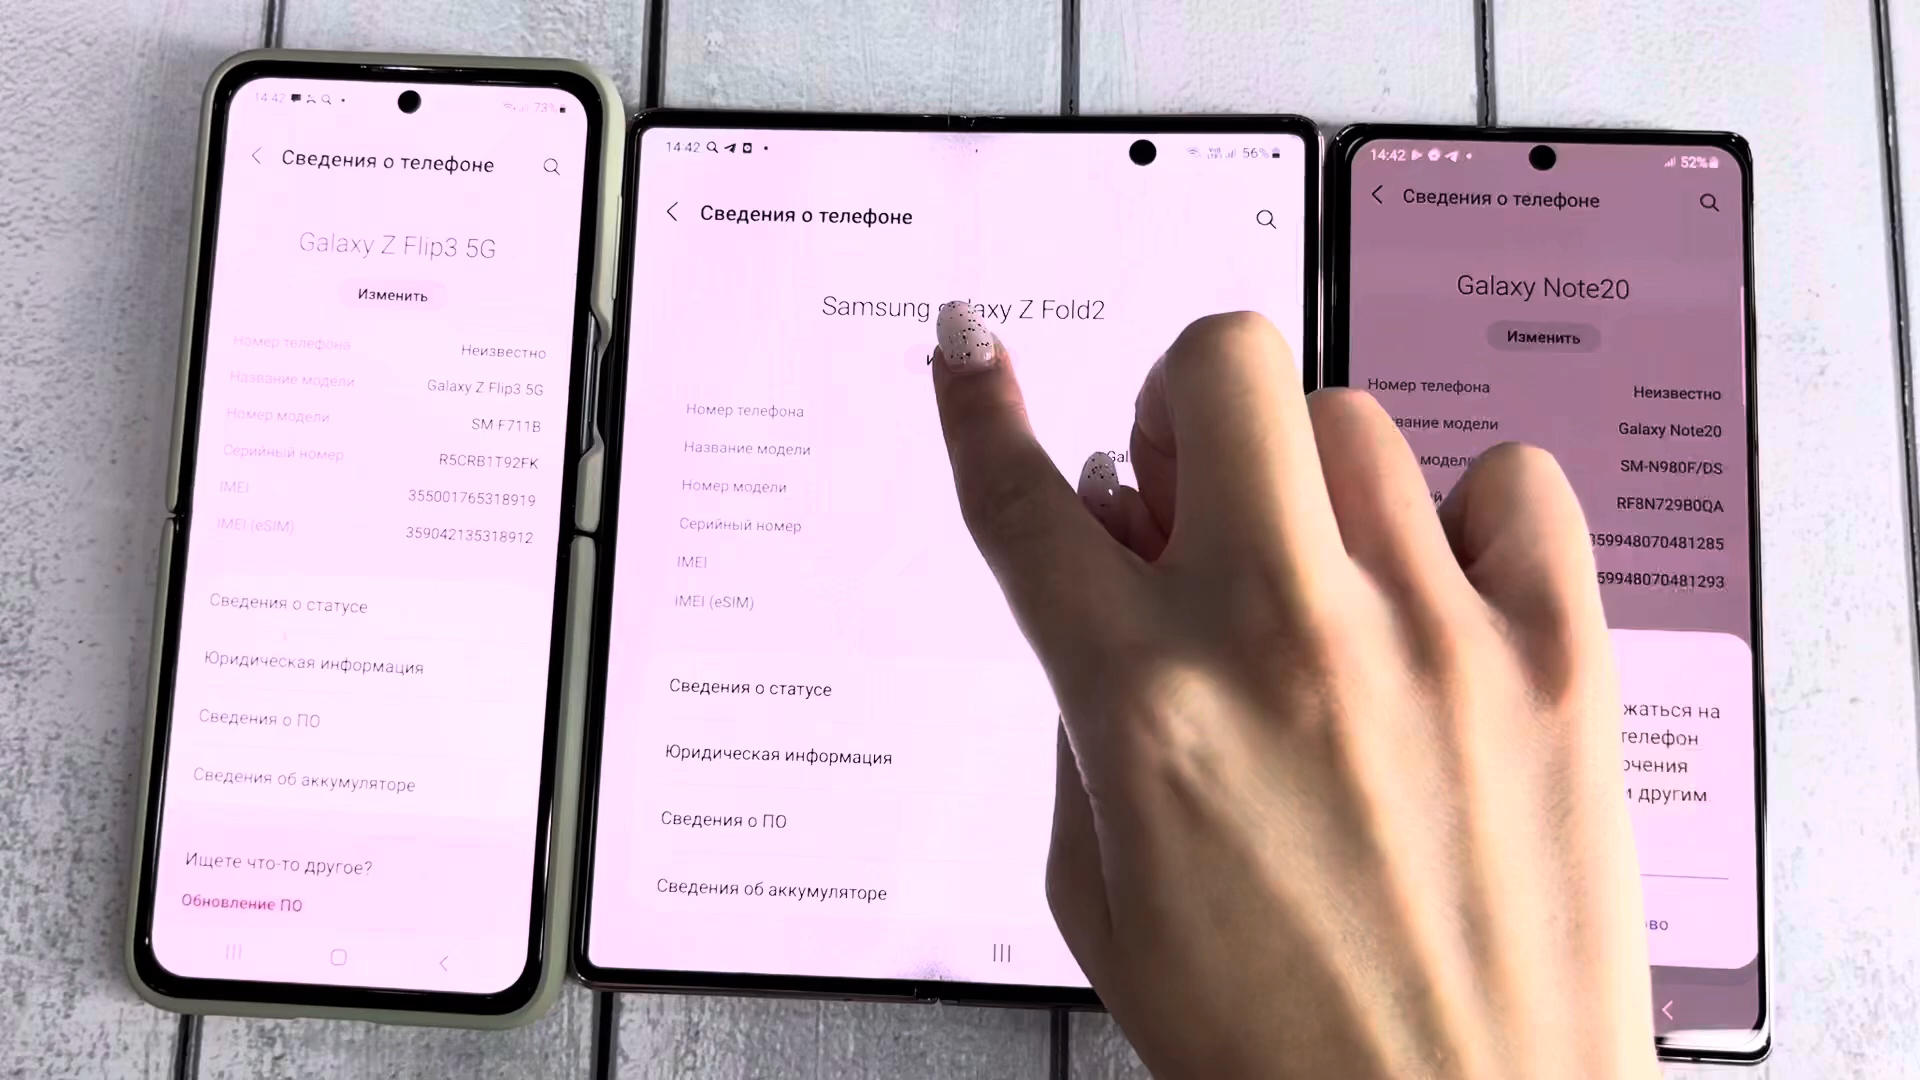 14:42
73%
Сведения о телефоне
Galaxy Z Flip3 5G
Изменить
Номер телефона
Неизвестно
Название модели
Galaxy Z Flip3 5G
Номер модели
SM F711B
Серийный номер
R5CRB1T92FK
IMEI
355001765318919
IMEI (eSIM)
359042135318912
Сведения о статусе
Юридическая информация
Сведения о ПО
Сведения об аккумуляторе
Ищете что-то другое?
Обновление ПО
14:42
56%
Сведения о телефоне
Samsung Z Fold2
Номер телефона
Название модели
Gal
Номер модели
Серийный номер
IMEI
IMEI (eSIM)
Сведения о статусе
Юридическая информация
Сведения о ПО
Сведения об аккумуляторе
14:42
52%
Сведения о телефоне
Galaxy Note20
Изменить
Номер телефона
Неизвестно
звание модели
Galaxy Note20
модели
SM-N980F/DS
RF8N729B0QA
359948070481285
59948070481293
жаться на
телефон
ючения
и другим
ово